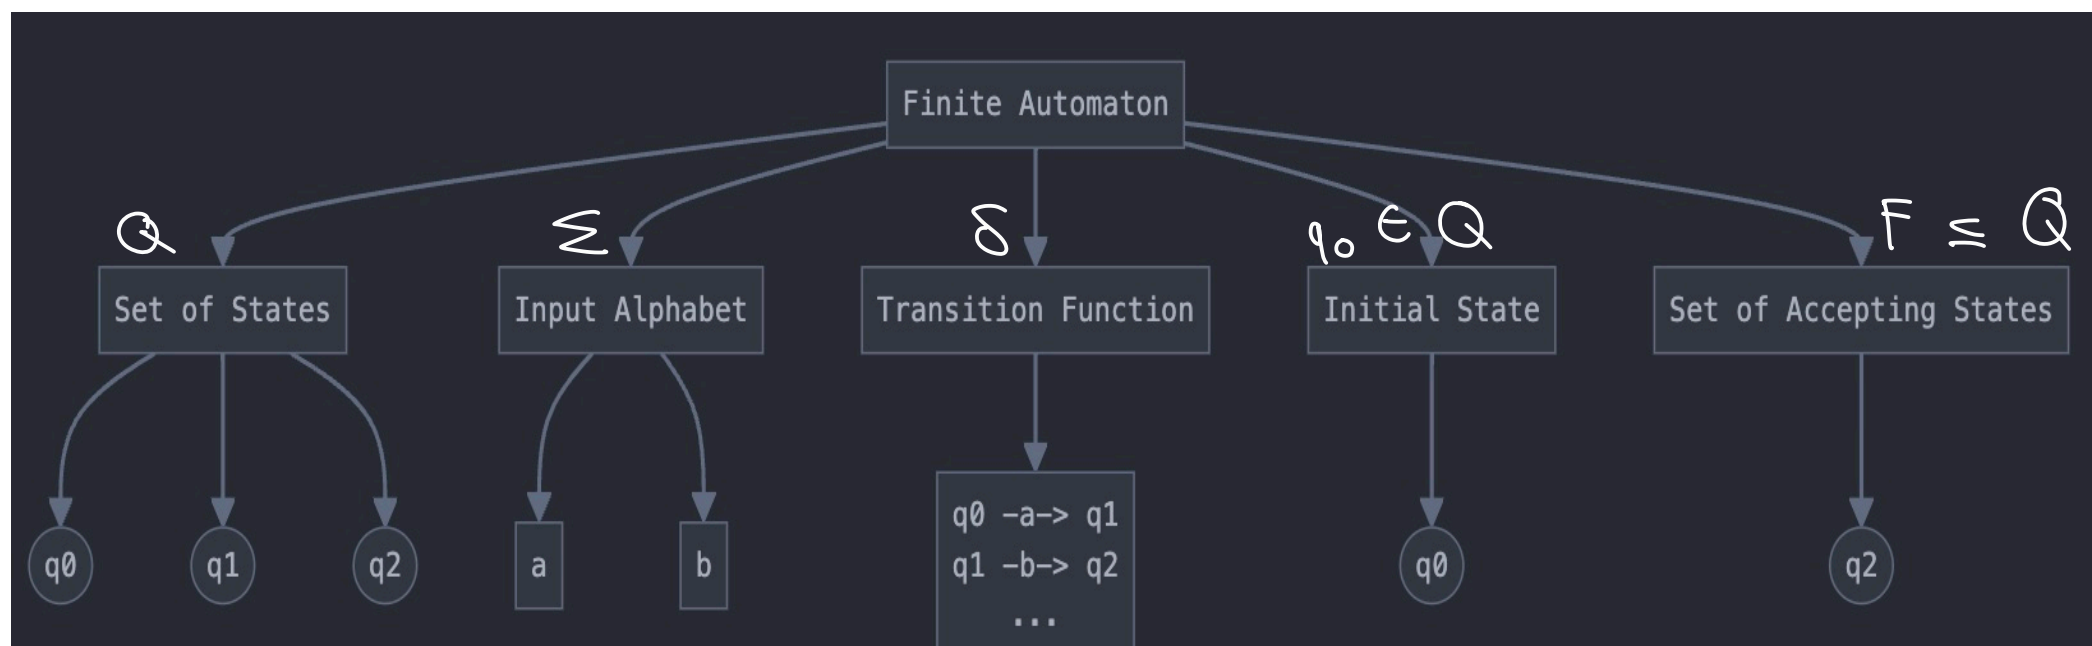 Finite Automaton
Q
Σ
δ
q₀ ∈ Q
F ⊆ Q
Set of States
Input Alphabet
Transition Function
Initial State
Set of Accepting States
q0
q1
q2
a
b
q0 -a-> q1
q1 -b-> q2
...
q0
q2